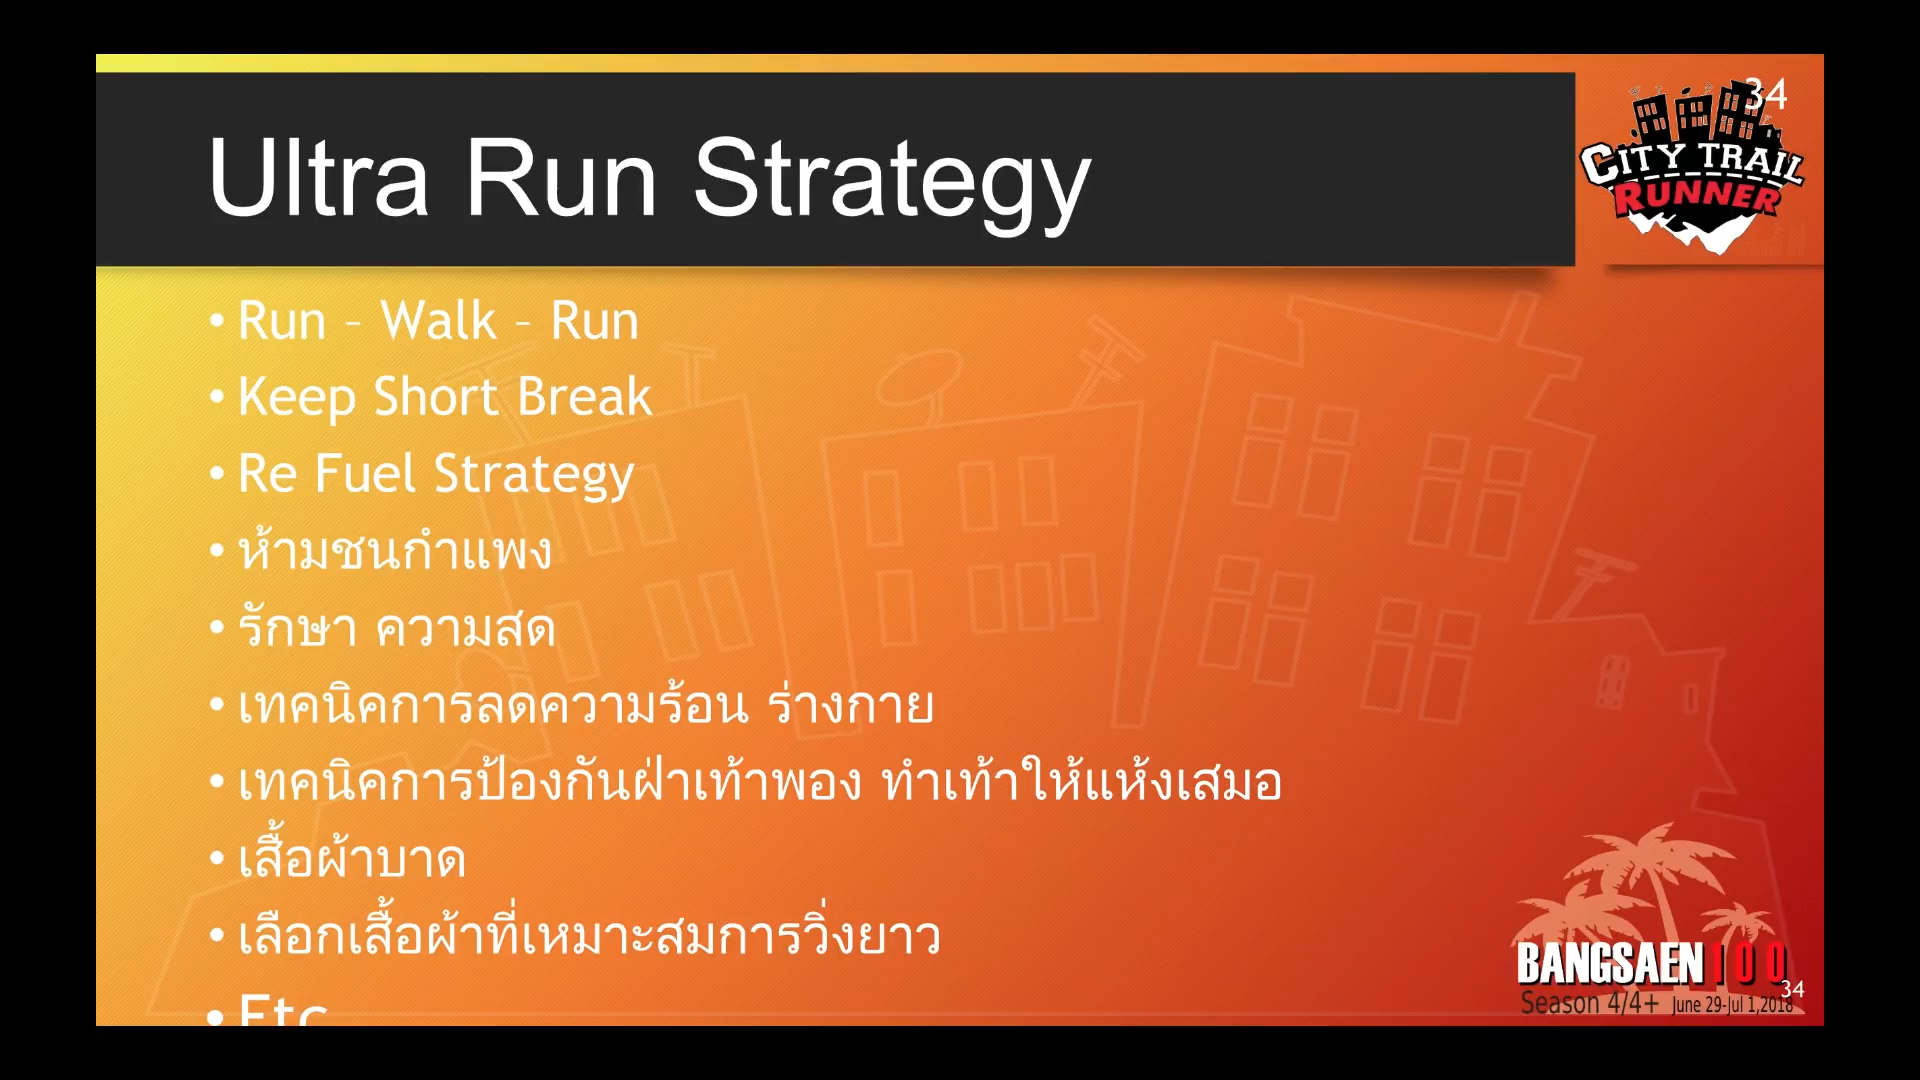 34
Ultra Run Strategy
CITY TRAIL
RUNNER
• Run – Walk – Run
• Keep Short Break
• Re Fuel Strategy
• ห้ามชนกำแพง
• รักษา ความสด
• เทคนิคการลดความร้อน ร่างกาย
• เทคนิคการป้องกันฝ่าเท้าพอง ทำเท้าให้แห้งเสมอ
• เสื้อผ้าบาด
• เลือกเสื้อผ้าที่เหมาะสมการวิ่งยาว
• Etc
BANGSAEN100
34
Season 4/4+ June 29-Jul 1,2018